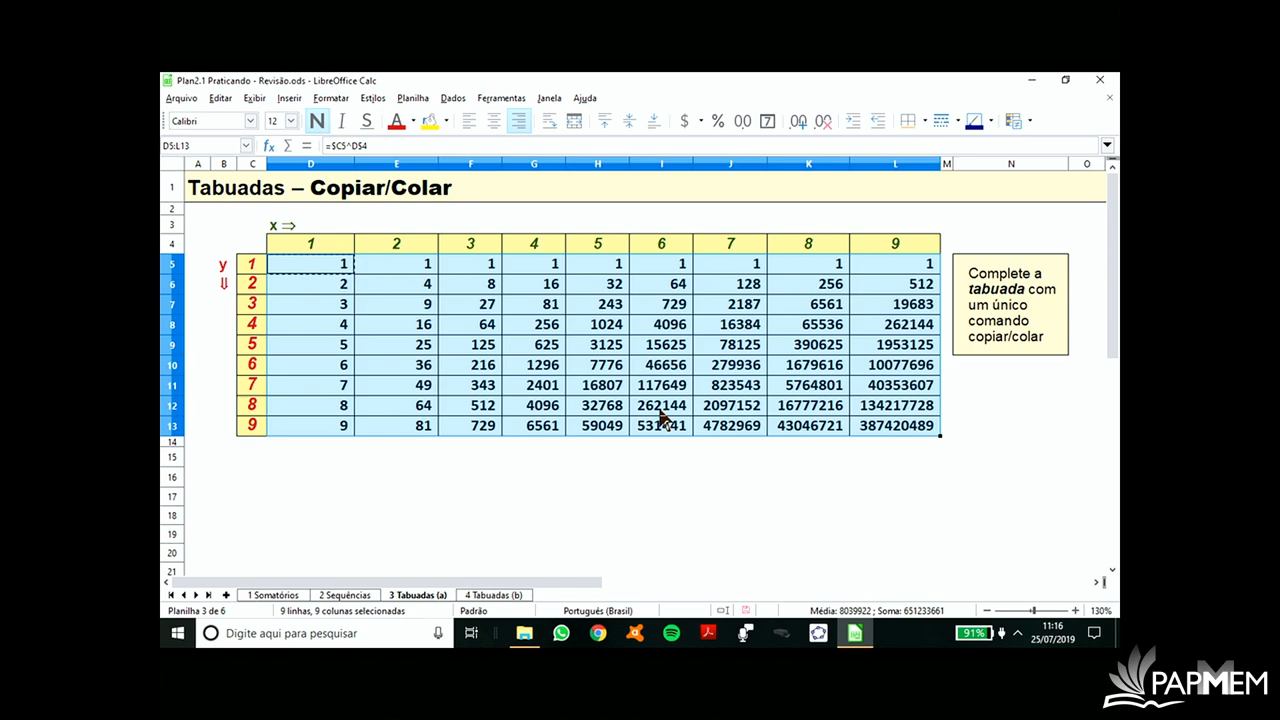 Plan2.1 Praticando - Revisão.ods - LibreOffice Calc
Arquivo Editar Exibir Inserir Formatar Estilos Planilha Dados Ferramentas Janela Ajuda
Calibri 12 N I S A $ % 00 7
D5:L13 fx Σ = =$C5^D$4
A B C D E F G H I J K L M N O
1 Tabuadas – Copiar/Colar
2
3 x ⇒
4 1 2 3 4 5 6 7 8 9
5 y 1 1 1 1 1 1 1 1 1 1
6 ⇓ 2 2 4 8 16 32 64 128 256 512
7 3 3 9 27 81 243 729 2187 6561 19683
8 4 4 16 64 256 1024 4096 16384 65536 262144
9 5 5 25 125 625 3125 15625 78125 390625 1953125
10 6 6 36 216 1296 7776 46656 279936 1679616 10077696
11 7 7 49 343 2401 16807 117649 823543 5764801 40353607
12 8 8 64 512 4096 32768 262144 2097152 16777216 134217728
13 9 9 81 729 6561 59049 531441 4782969 43046721 387420489
Complete a
tabuada com
um único
comando
copiar/colar
14
15
16
17
18
19
20
21
1 Somatórios 2 Sequências 3 Tabuadas (a) 4 Tabuadas (b)
Planilha 3 de 6 9 linhas, 9 colunas selecionadas Padrão Português (Brasil) Média: 8039922; Soma: 651233661 130%
Digite aqui para pesquisar 91% 11:16
25/07/2019
PAPMEM